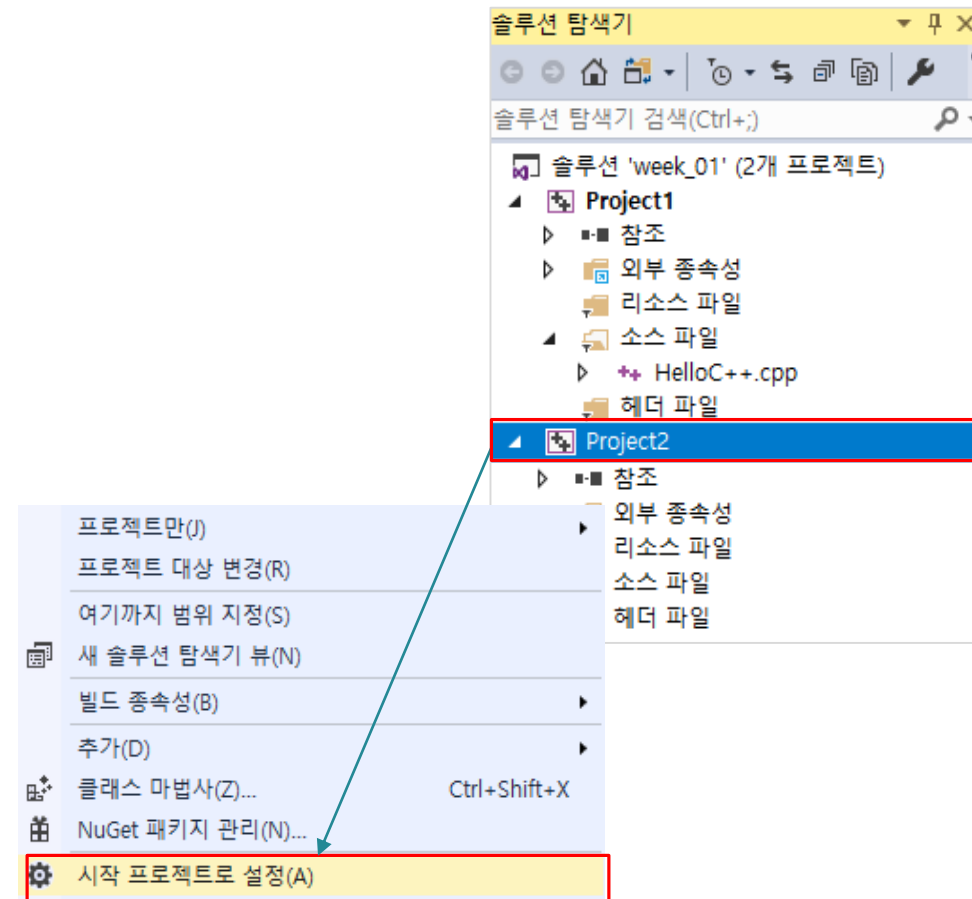 솔루션 탐색기
솔루션 탐색기 검색(Ctrl+;)
솔루션 'week_01' (2개 프로젝트)
Project1
참조
외부 종속성
리소스 파일
소스 파일
HelloC++.cpp
헤더 파일
Project2
참조
외부 종속성
리소스 파일
소스 파일
헤더 파일
프로젝트만(J)
프로젝트 대상 변경(R)
여기까지 범위 지정(S)
새 솔루션 탐색기 뷰(N)
빌드 종속성(B)
추가(D)
클래스 마법사(Z)... Ctrl+Shift+X
NuGet 패키지 관리(N)...
시작 프로젝트로 설정(A)